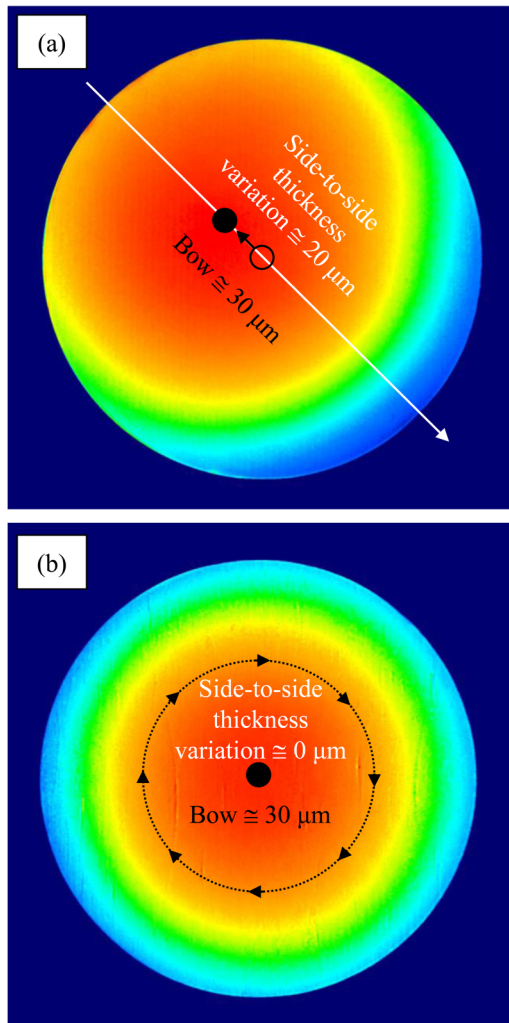 (a)
Side-to-side
thickness
variation ≅ 20 μm
Bow ≅ 30 μm
(b)
Side-to-side
thickness
variation ≅ 0 μm
Bow ≅ 30 μm